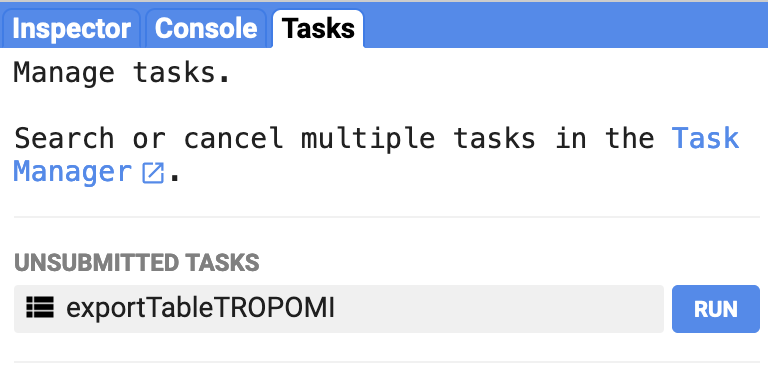 Inspector Console Tasks
Manage tasks.
Search or cancel multiple tasks in the Task
Manager.
UNSUBMITTED TASKS
exportTableTROPOMI RUN